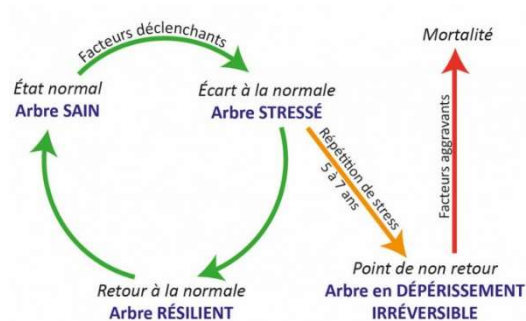 Facteurs déclenchants
Mortalité
État normal
Arbre SAIN
Écart à la normale
Arbre STRESSÉ
Répétition de stress
5 à 7 ans
Facteurs aggravants
Retour à la normale
Arbre RÉSILIENT
Point de non retour
Arbre en DÉPÉRISSEMENT
IRRÉVERSIBLE